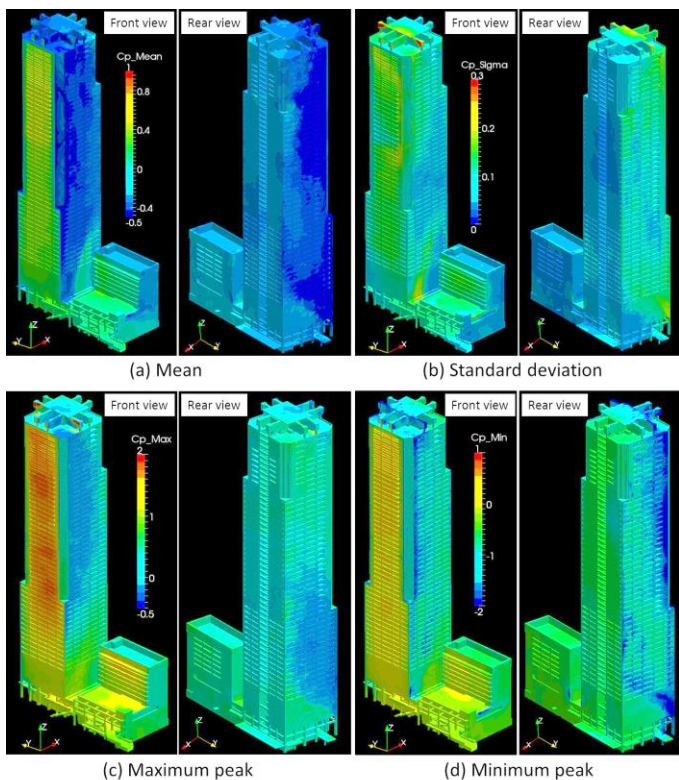 Front view
Rear view
Cp_Mean
1
0.8
0.4
0
-0.4
-0.5
Z
Y
X
Z
X
Y
(a) Mean
Front view
Rear view
Cp_Sigma
0.3
0.2
0.1
0
Z
Y
X
Z
X
Y
(b) Standard deviation
Front view
Rear view
Cp_Max
2
1
0
-0.5
Z
Y
X
Z
X
Y
(c) Maximum peak
Front view
Rear view
Cp_Min
1
0
-1
-2
Z
Y
X
Z
X
Y
(d) Minimum peak